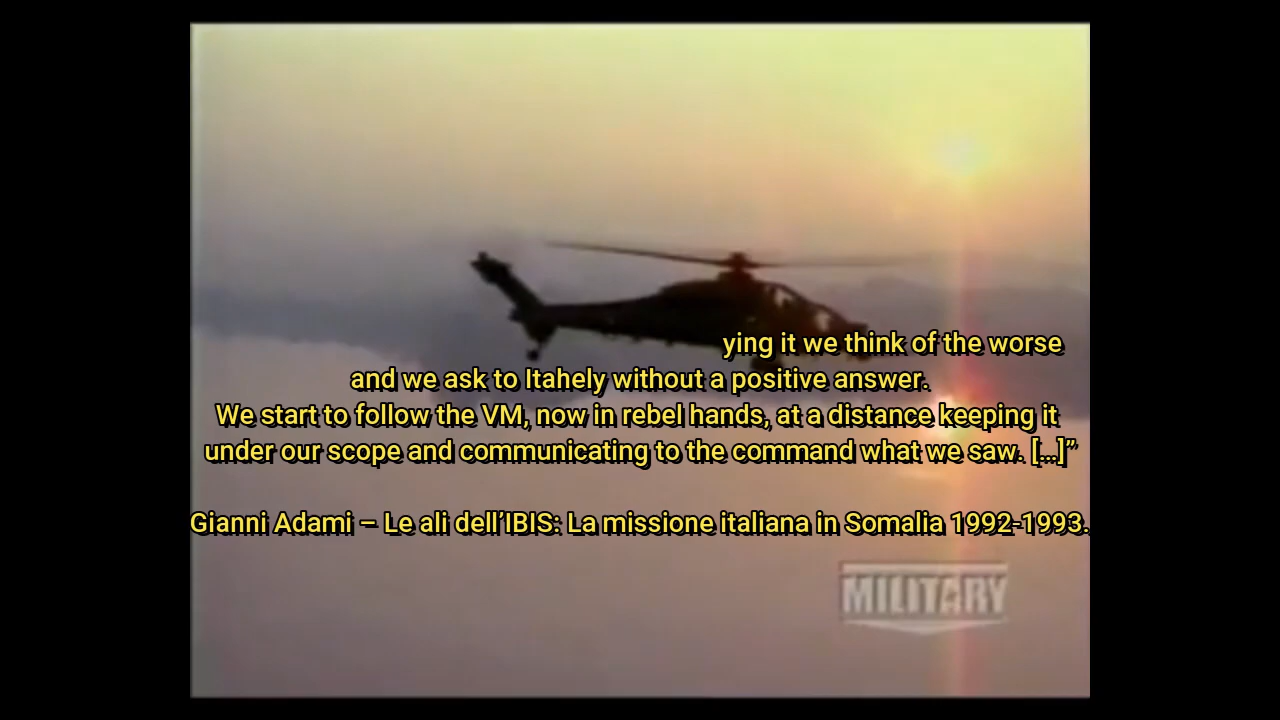 ying it we think of the worse
and we ask to Itahely without a positive answer.
We start to follow the VM, now in rebel hands, at a distance keeping it
under our scope and communicating to the command what we saw. [...]”

Gianni Adami – Le ali dell’IBIS: La missione italiana in Somalia 1992-1993.
MILITARY